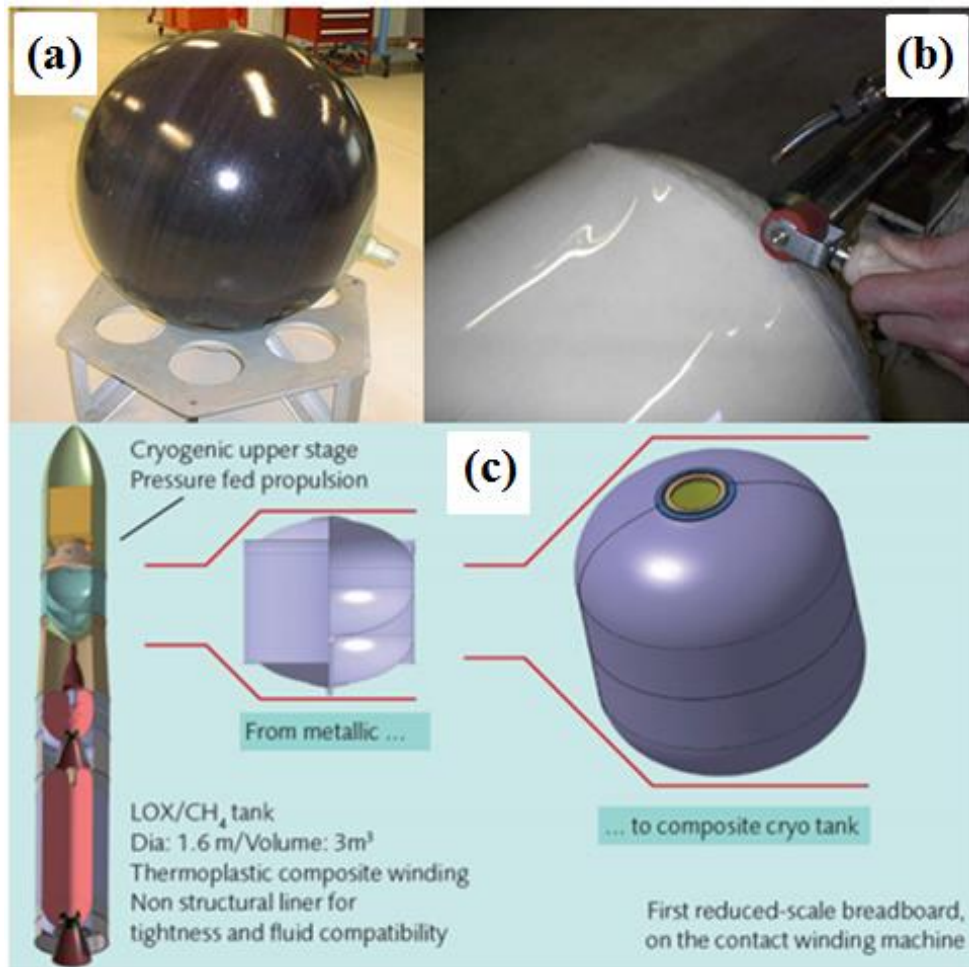 (a)
(b)
(c)
Cryogenic upper stage
Pressure fed propulsion
From metallic ...
... to composite cryo tank
LOX/CH₄ tank
Dia: 1.6 m/Volume: 3m³
Thermoplastic composite winding
Non structural liner for
tightness and fluid compatibility
First reduced-scale breadboard,
on the contact winding machine